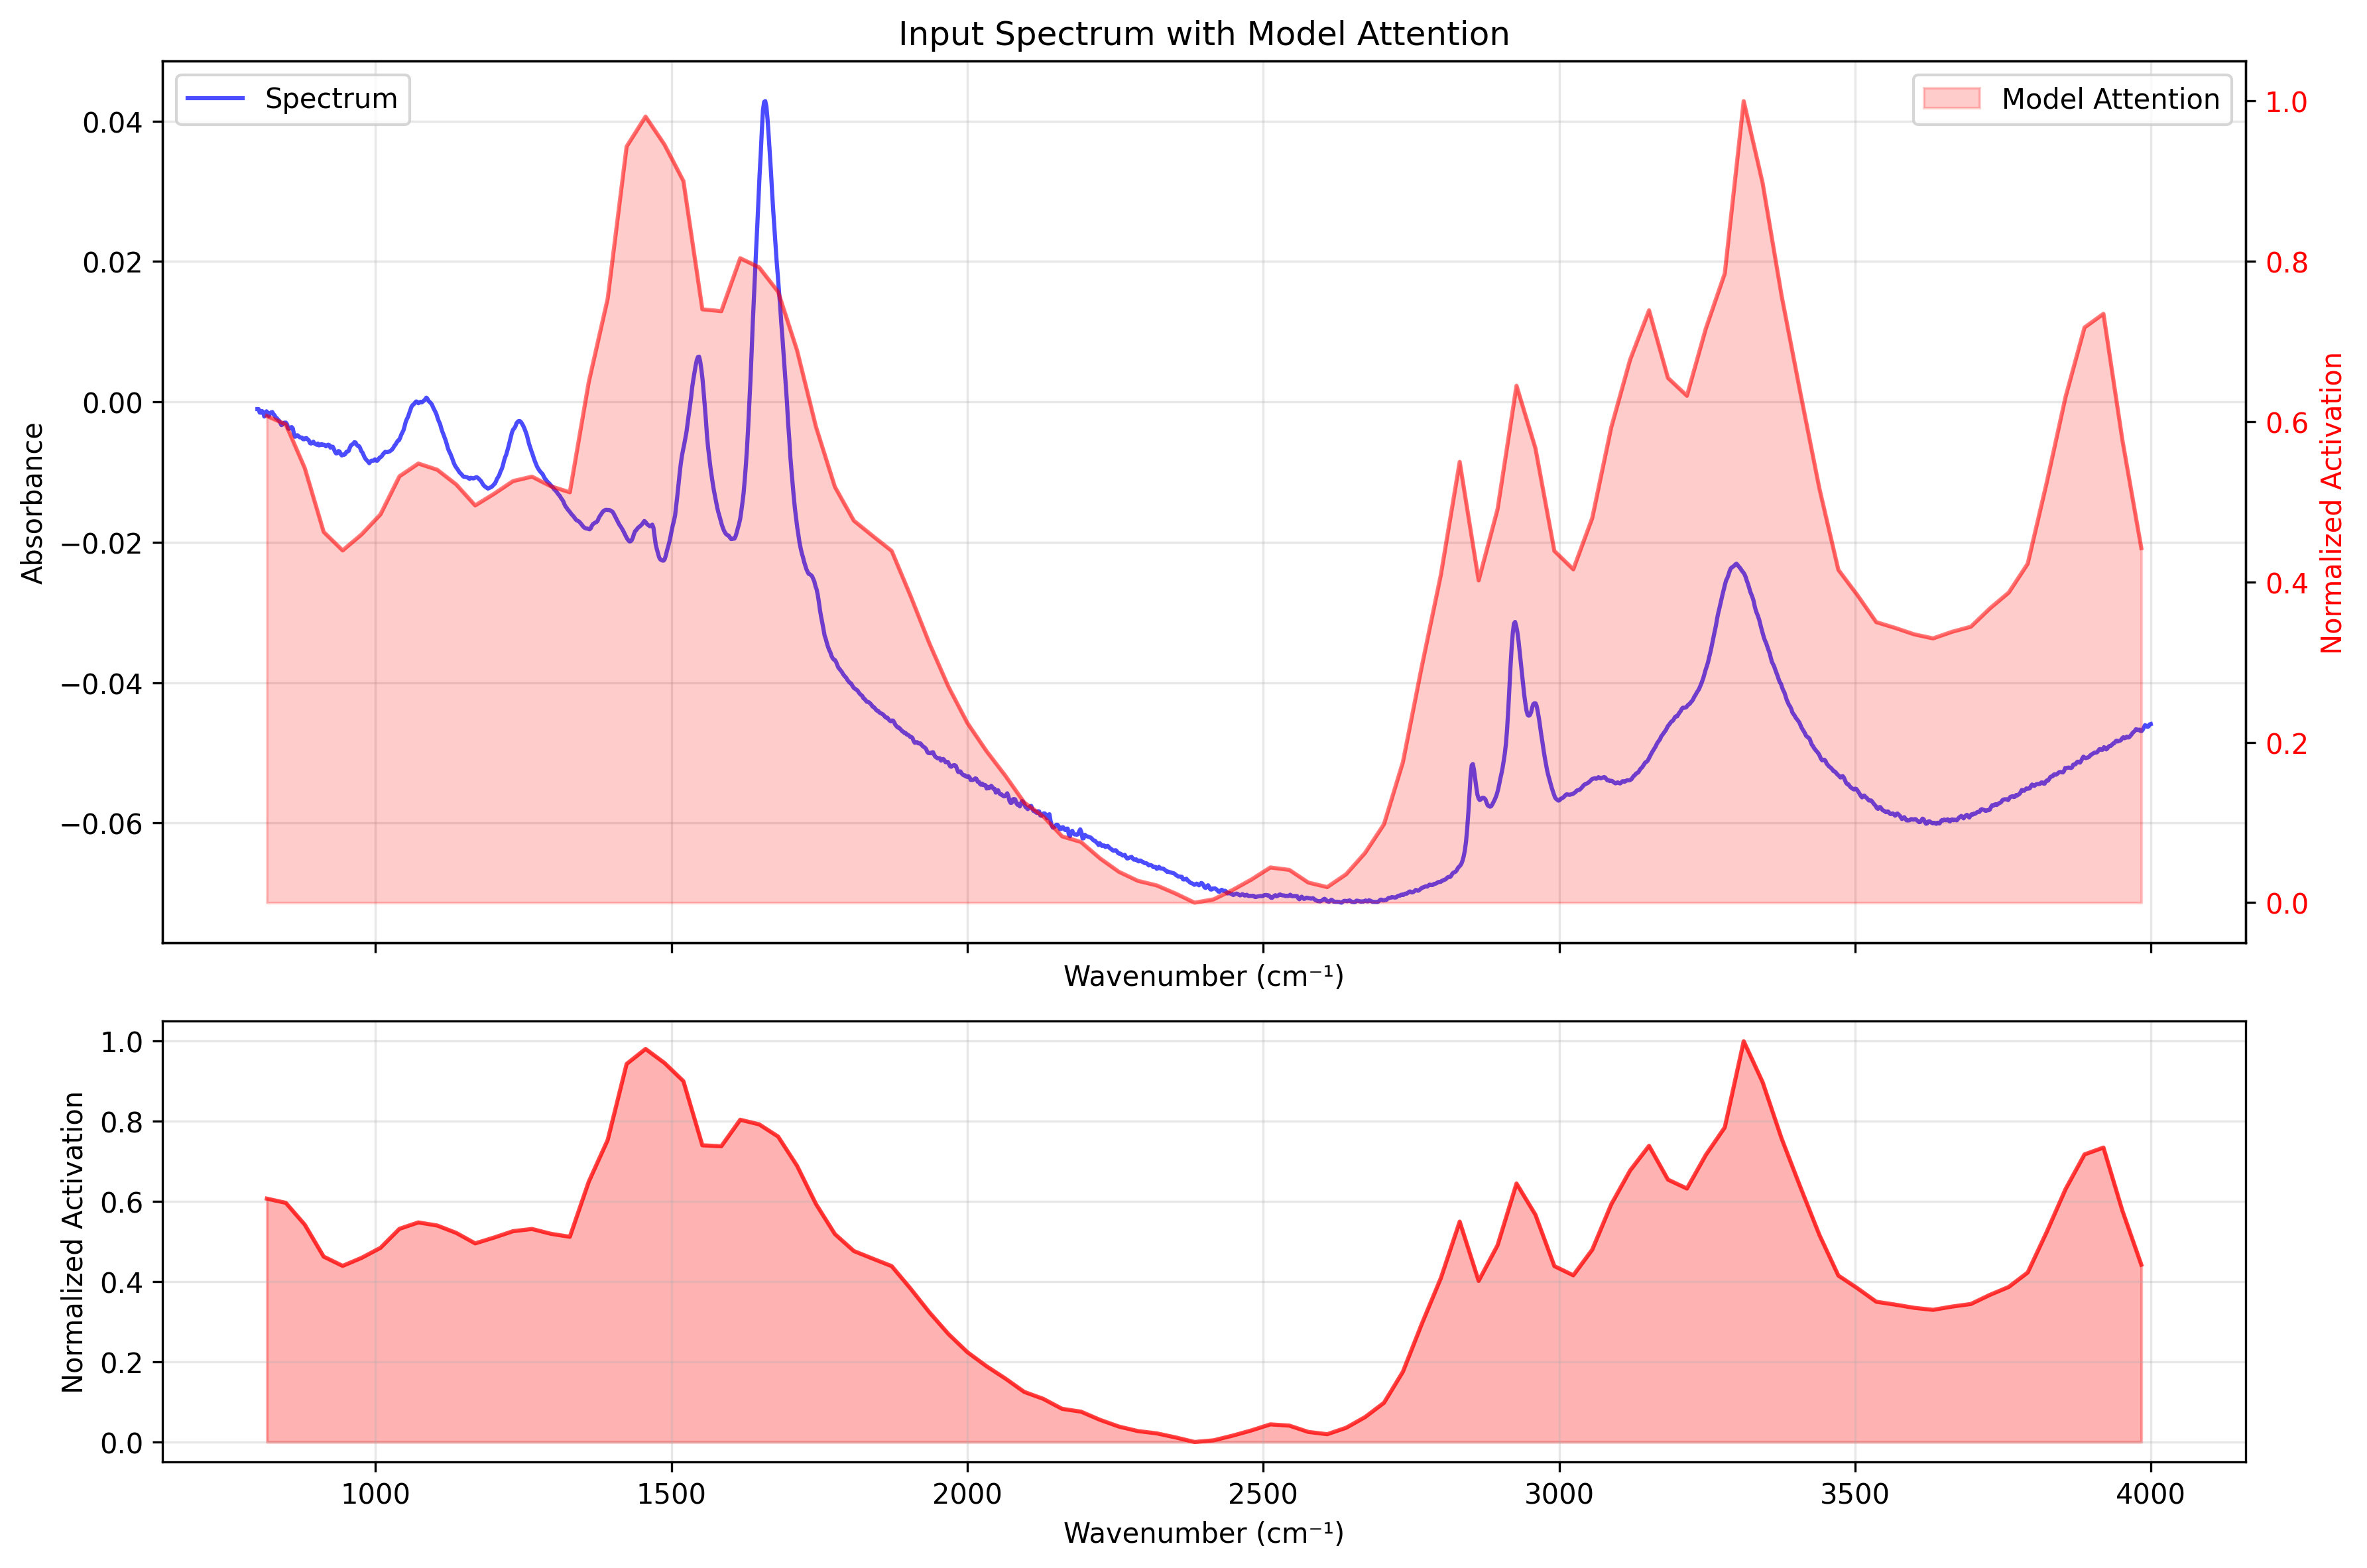 Input Spectrum with Model Attention
Spectrum
Model Attention
Absorbance
0.04
0.02
0.00
−0.02
−0.04
−0.06
Normalized Activation
1.0
0.8
0.6
0.4
0.2
0.0
Wavenumber (cm⁻¹)
Normalized Activation
1.0
0.8
0.6
0.4
0.2
0.0
1000 1500 2000 2500 3000 3500 4000
Wavenumber (cm⁻¹)